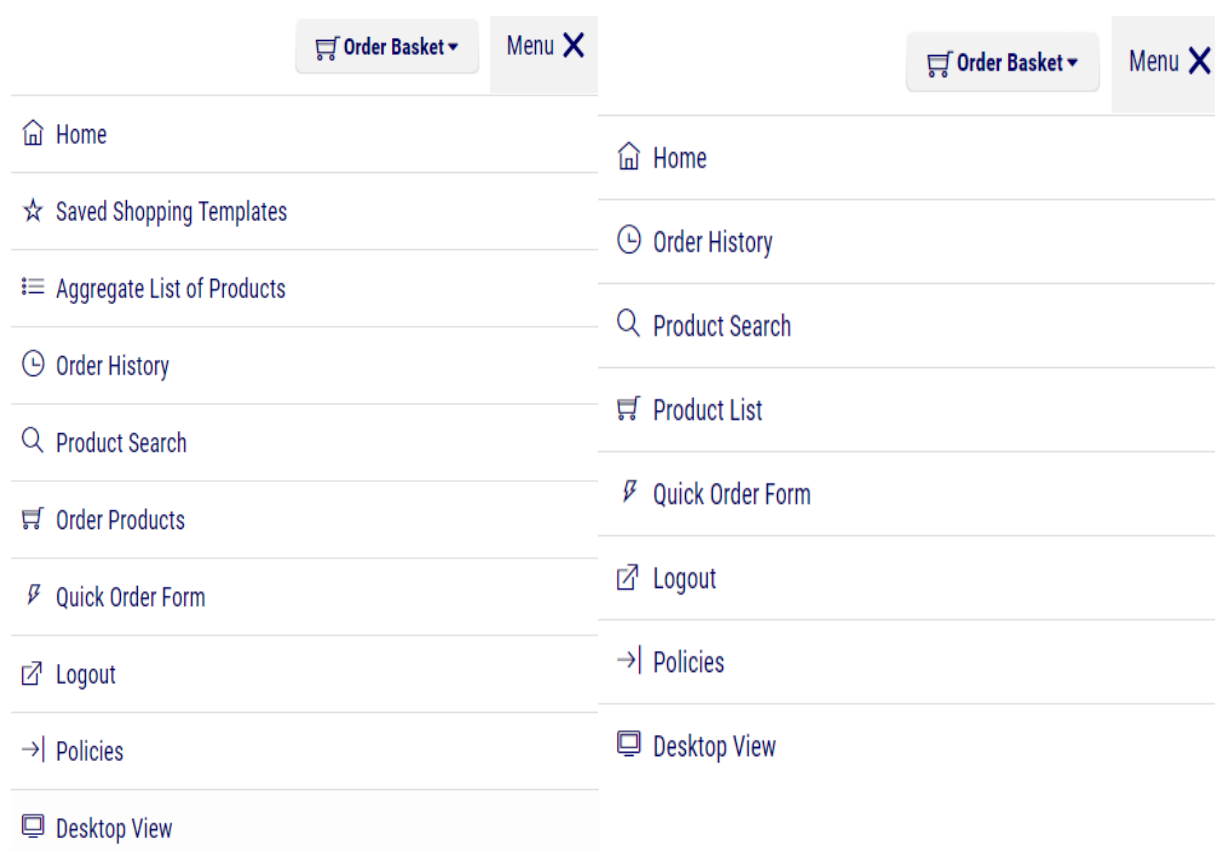 Order Basket
Menu
Home
Saved Shopping Templates
Aggregate List of Products
Order History
Product Search
Order Products
Quick Order Form
Logout
Policies
Desktop View
Order Basket
Menu
Home
Order History
Product Search
Product List
Quick Order Form
Logout
Policies
Desktop View